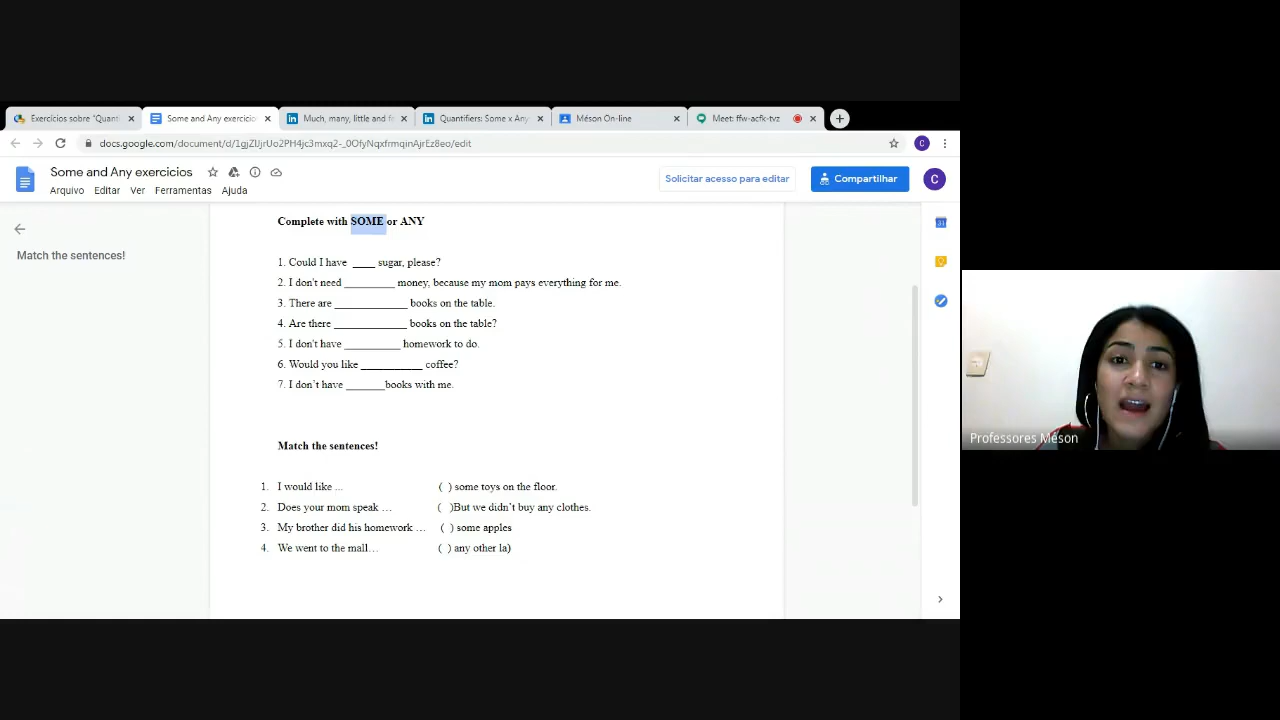 Exercícios sobre "Quant
Some and Any exercício
Much, many, little and fe
Quantifiers: Some x Any
Méson On-line
Meet: ffw-acfk-tvz
Some and Any exercicios
Solicitar acesso para editar
Compartilhar
C
Arquivo Editar Ver Ferramentas Ajuda
Match the sentences!
Complete with SOME or ANY
1. Could I have ____ sugar, please?
2. I don't need _________ money, because my mom pays everything for me.
3. There are _____________ books on the table.
4. Are there _____________ books on the table?
5. I don't have __________ homework to do.
6. Would you like ___________ coffee?
7. I don’t have _______books with me.
Match the sentences!
1. I would like ... ( ) some toys on the floor.
2. Does your mom speak … ( )But we didn’t buy any clothes.
3. My brother did his homework … ( ) some apples
4. We went to the mall… ( ) any other la)
Professores Méson